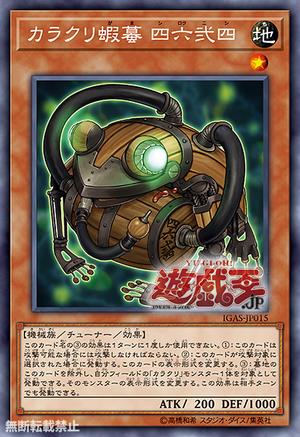 カラクリ蝦蟇 四六弐四
地
YU-GI-OH!
遊戯王.jp
IGAS-JP015
【機械族/チューナー/効果】
このカード名の③の効果は1ターンに1度しか使用できない。①:このカードは
攻撃可能な場合には攻撃しなければならない。②:このカードが攻撃対象に
選択された場合に発動する。このカードの表示形式を変更する。③:墓地の
このカードを除外し、自分フィールドの「カラクリ」モンスター1体を対象として
発動できる。そのモンスターの表示形式を変更する。この効果は相手ターン
でも発動できる。
ATK/ 200 DEF/1800
無断転載禁止
©高橋和希 スタジオ・ダイス/集英社